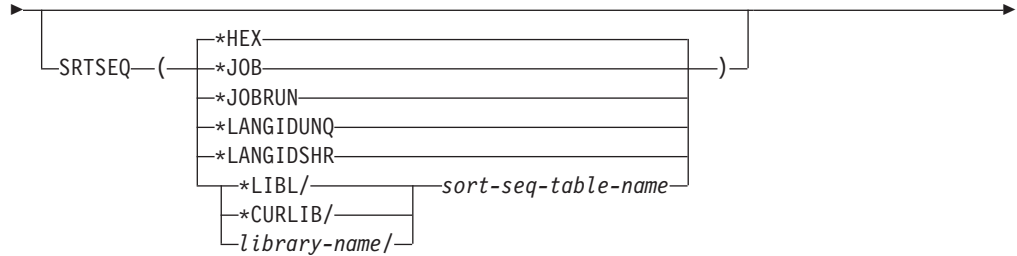 *HEX
SRTSEQ ( *JOB )
*JOBRUN
*LANGIDUNQ
*LANGIDSHR
*LIBL/ sort-seq-table-name
*CURLIB/
library-name/